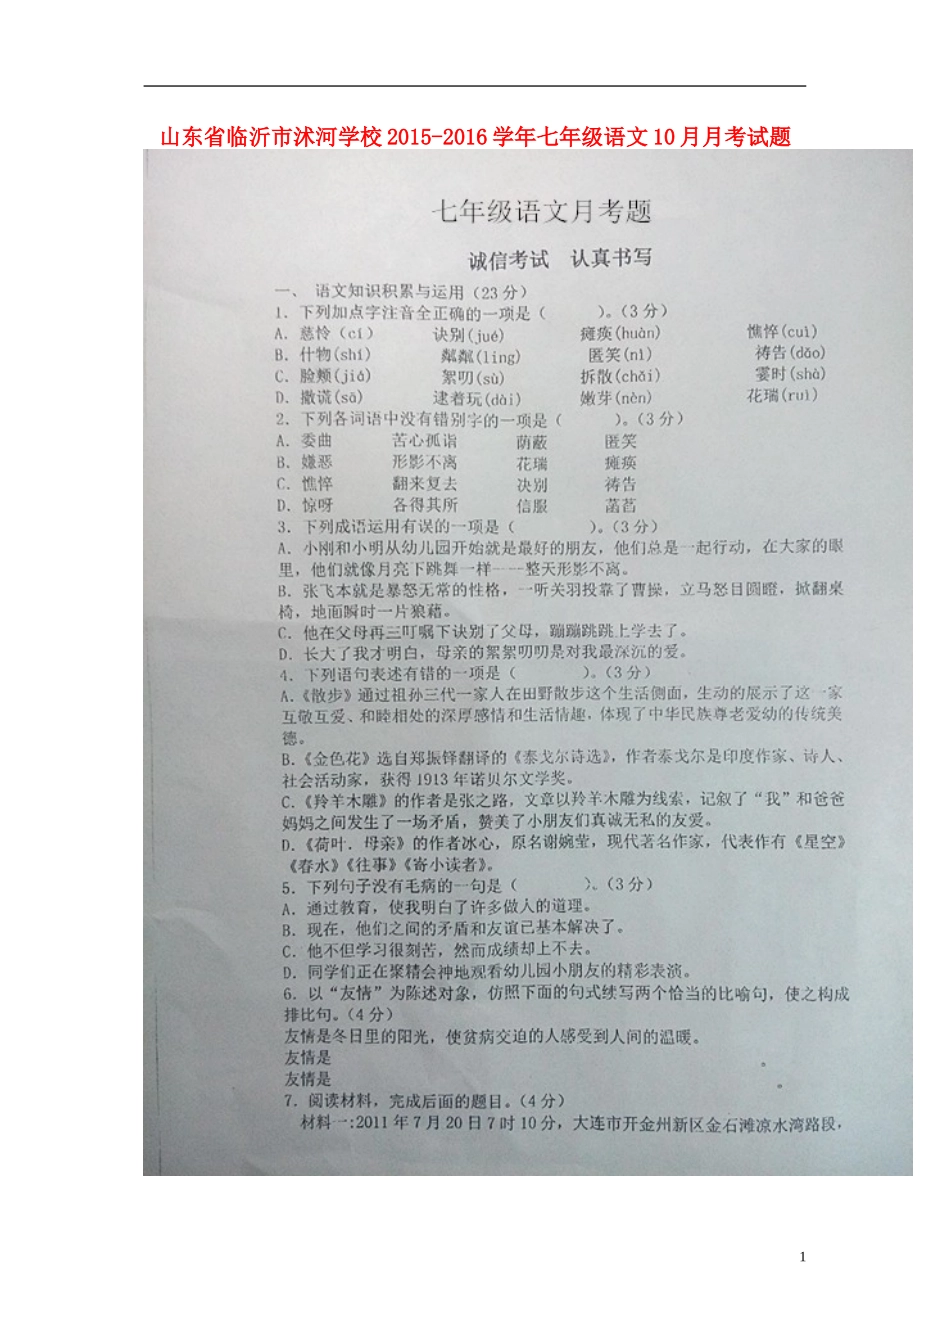 山东省临沂市沭河学校2015-2016学年七年级语文10月月考试题
七年级语文月考题
诚信考试 认真书写
一、 语文知识积累与运用（23分）
1．下列加点字注音全正确的一项是（ ）。（3分）
A．慈怜（cí） 诀别(jué) 瘫痪(huàn) 憔悴(cuì)
B．什物(shí) 粼粼(líng) 匿笑(nì) 祷告(dǎo)
C．脸颊(jiá) 絮叨(sù) 拆散(chāi) 霎时(shà)
D．撒谎(sā) 逮着玩(dài) 嫩芽(nèn) 花瑞(ruì)
2．下列各词语中没有错别字的一项是（ ）。（3分）
A．委曲 苦心孤诣 荫蔽 匿笑
B．嫌恶 形影不离 花瑞 瘫痪
C．憔悴 翻来复去 决别 祷告
D．惊呀 各得其所 信服 菡萏
3．下列成语运用有误的一项是（ ）。（3分）
A．小刚和小明从幼儿园开始就是最好的朋友，他们总是一起行动，在大家的眼
里，他们就像月亮下跳舞一样——整天形影不离。
B．张飞本就是暴怒无常的性格，一听关羽投靠了曹操，立马怒目圆瞪，掀翻桌
椅，地面瞬时一片狼藉。
C．他在父母再三叮嘱下诀别了父母，蹦蹦跳跳上学去了。
D．长大了我才明白，母亲的絮絮叨叨是对我最深沉的爱。
4．下列语句表述有错的一项是（ ）。（3分）
A．《散步》通过祖孙三代一家人在田野散步这个生活侧面，生动的展示了这一家
互敬互爱、和睦相处的深厚感情和生活情趣，体现了中华民族尊老爱幼的传统美
德。
B．《金色花》选自郑振铎翻译的《泰戈尔诗选》，作者泰戈尔是印度作家、诗人、
社会活动家，获得1913年诺贝尔文学奖。
C．《羚羊木雕》的作者是张之路，文章以羚羊木雕为线索，记叙了“我”和爸爸
妈妈之间发生了一场矛盾，赞美了小朋友们真诚无私的友爱。
D．《荷叶．母亲》的作者冰心，原名谢婉莹，现代著名作家，代表作有《星空》
《春水》《往事》《寄小读者》。
5．下列句子没有毛病的一句是（ ）。（3分）
A．通过教育，使我明白了许多做人的道理。
B．现在，他们之间的矛盾和友谊已基本解决了。
C．他不但学习很刻苦，然而成绩却上不去。
D．同学们正在聚精会神地观看幼儿园小朋友的精彩表演。
6．以“友情”为陈述对象，仿照下面的句式续写两个恰当的比喻句，使之构成
排比句。（4分）
友情是冬日里的阳光，使贫病交迫的人感受到人间的温暖。
友情是 。
友情是 。
7．阅读材料，完成后面的题目。（4分）
材料一:2011年7月20日7时10分，大连市开金州新区金石滩凉水湾路段，
1